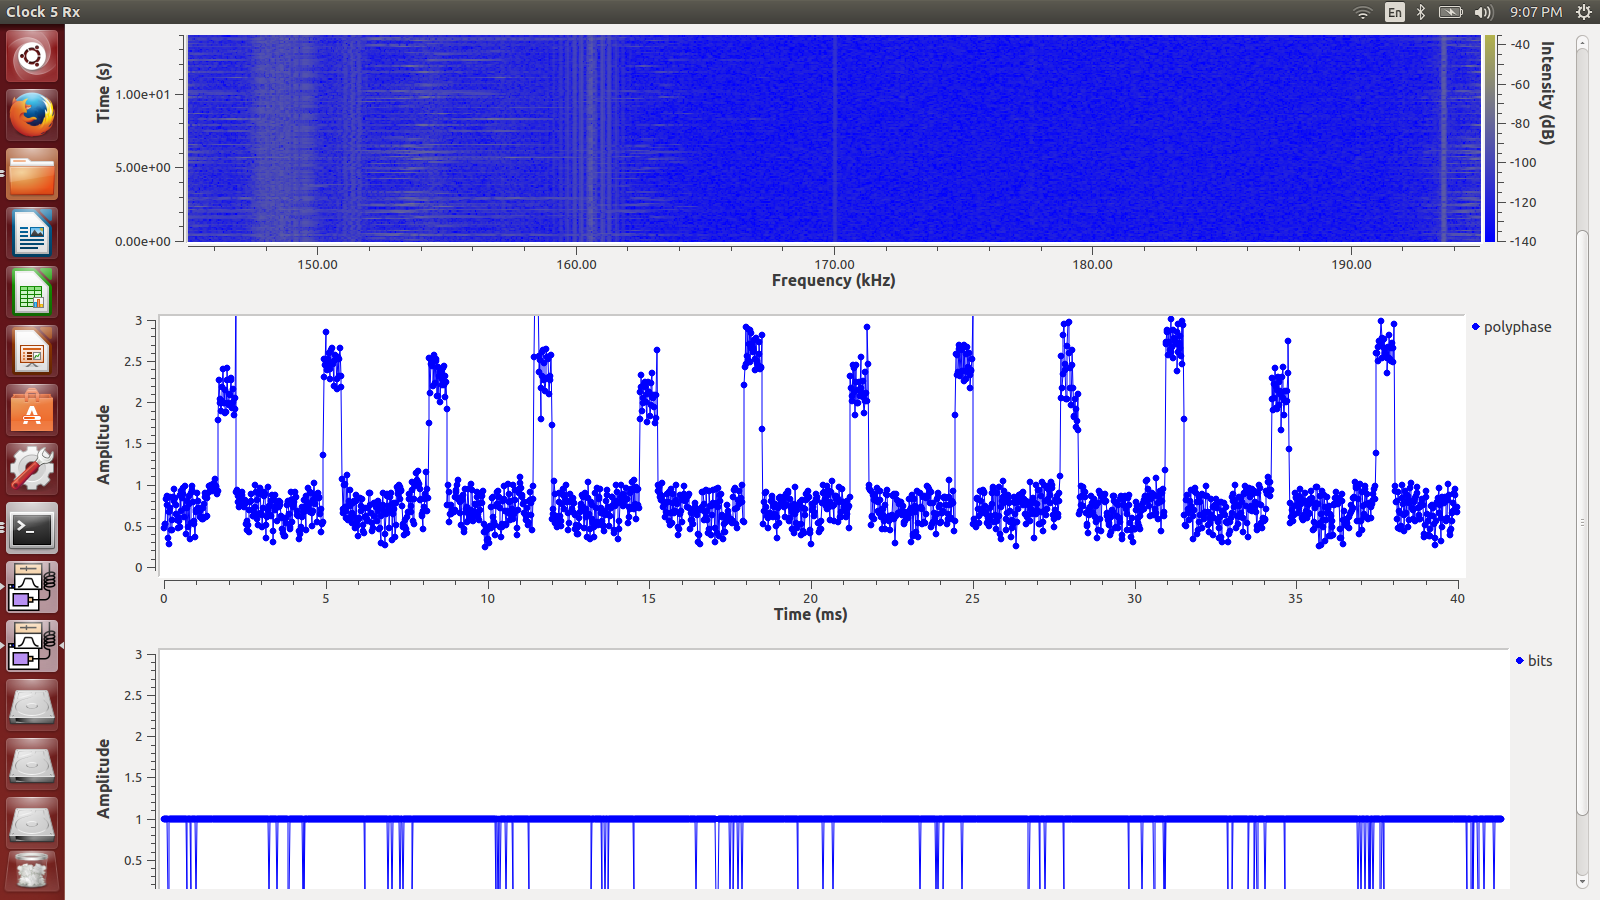 Clock 5 Rx
En
9:07 PM
Time (s)
1.00e+01
5.00e+00
0.00e+00
150.00 160.00 170.00 180.00 190.00
Frequency (kHz)
-40
-60
-80
-100
-120
-140
Intensity (dB)
Amplitude
3
2.5
2
1.5
1
0.5
0
0 5 10 15 20 25 30 35 40
Time (ms)
polyphase
Amplitude
3
2.5
2
1.5
1
0.5
bits